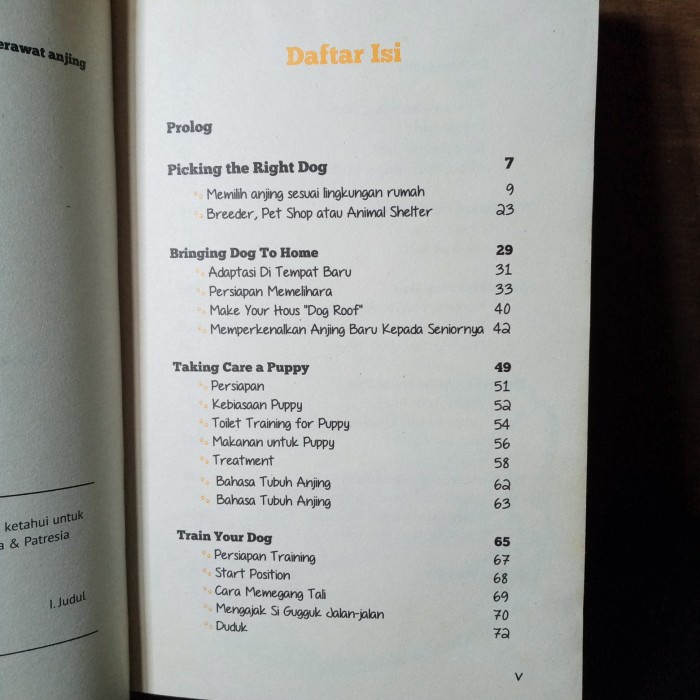 erawat anjing
ketahui untuk
& Patresia
I. Judul
Daftar Isi
Prolog
Picking the Right Dog 7
Memilih anjing sesuai lingkungan rumah 9
Breeder, Pet Shop atau Animal Shelter 23
Bringing Dog To Home 29
Adaptasi Di Tempat Baru 31
Persiapan Memelihara 33
Make Your Hous "Dog Roof" 40
Memperkenalkan Anjing Baru Kepada Seniornya 42
Taking Care a Puppy 49
Persiapan 51
Kebiasaan Puppy 52
Toilet Training for Puppy 54
Makanan untuk Puppy 56
Treatment 58
Bahasa Tubuh Anjing 62
Bahasa Tubuh Anjing 63
Train Your Dog 65
Persiapan Training 67
Start Position 68
Cara Memegang Tali 69
Mengajak Si Gugguk Jalan-jalan 70
Duduk 72
v